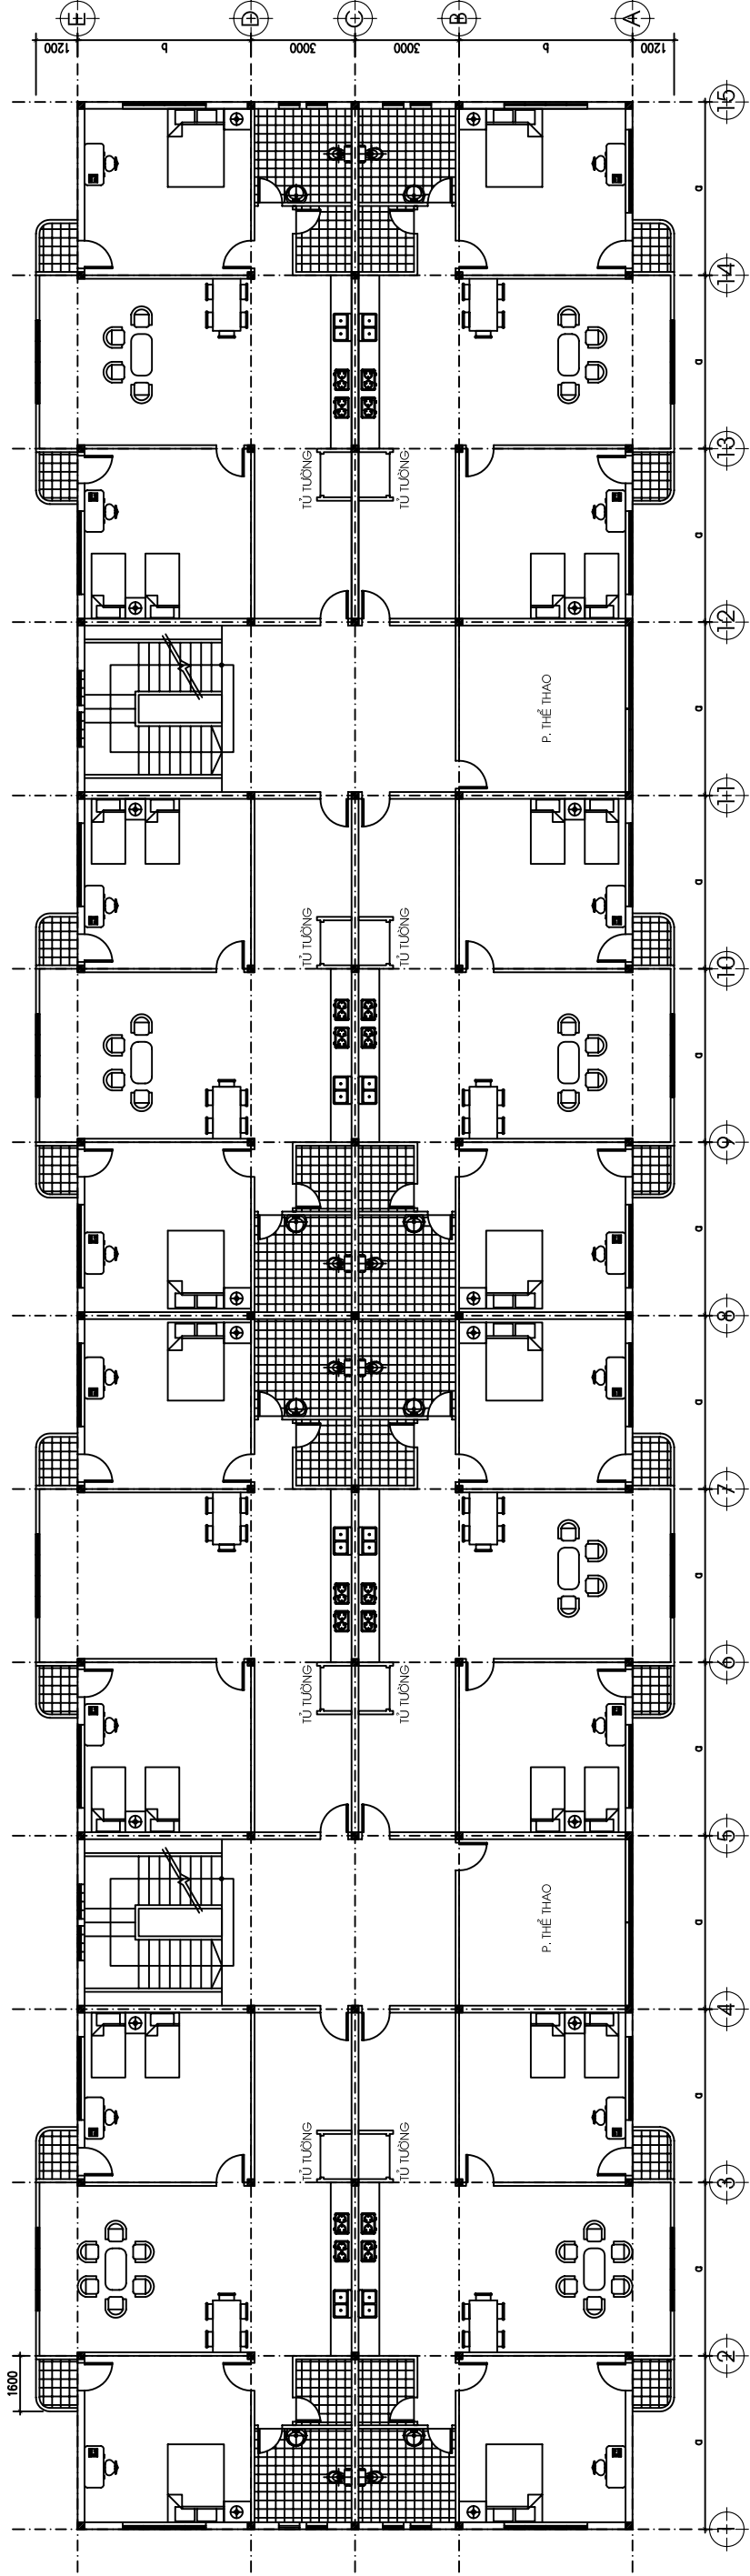 E
D
C
B
A
1200
b
3000
3000
b
1200
15
a
14
a
13
TỦ TƯỜNG
TỦ TƯỜNG
a
12
P. THỂ THAO
a
11
a
TỦ TƯỜNG
TỦ TƯỜNG
10
a
9
a
8
a
7
a
6
TỦ TƯỜNG
TỦ TƯỜNG
a
5
P. THỂ THAO
a
4
a
TỦ TƯỜNG
TỦ TƯỜNG
3
a
1600
2
a
1